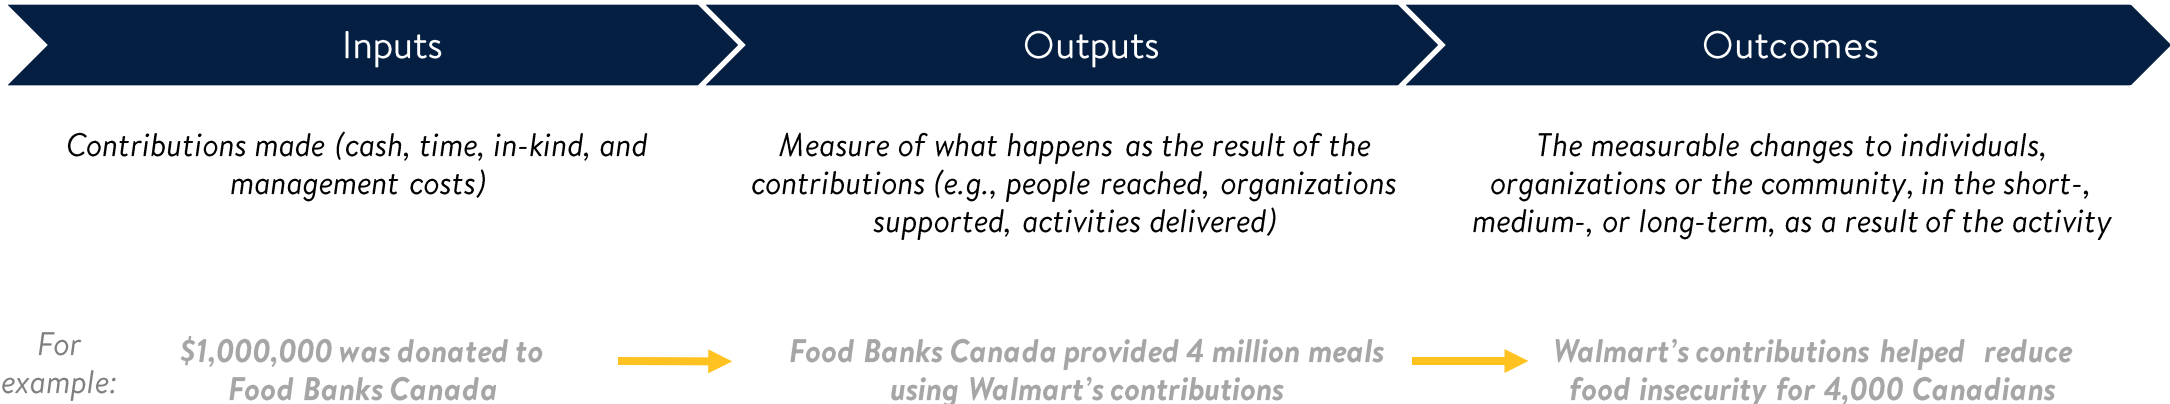 Inputs
Outputs
Outcomes
Contributions made (cash, time, in-kind, and
management costs)
Measure of what happens as the result of the
contributions (e.g., people reached, organizations
supported, activities delivered)
The measurable changes to individuals,
organizations or the community, in the short-,
medium-, or long-term, as a result of the activity
For
example:
$1,000,000 was donated to
Food Banks Canada
Food Banks Canada provided 4 million meals
using Walmart's contributions
Walmart's contributions helped reduce
food insecurity for 4,000 Canadians